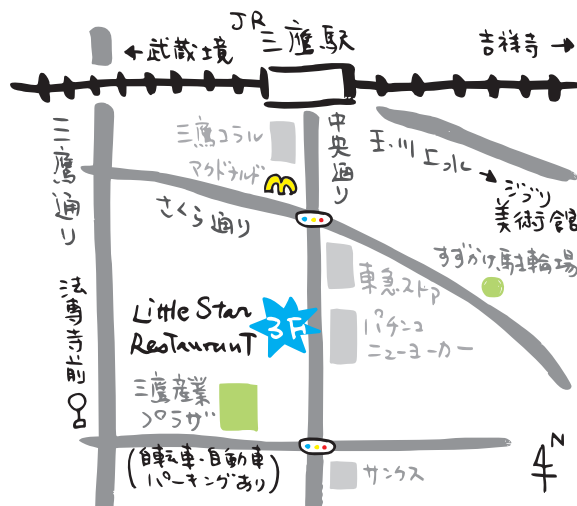 JR
三鷹駅
←武蔵境
吉祥寺→
三鷹通り
三鷹コラル
マクドナルド
中央通り
玉川上水
ジブリ
美術館
さくら通り
すずかけ駐輪場
東急ストア
法専寺前
Little Star
Restaurant
3F
パチンコ
ニューヨーカー
三鷹産業
プラザ
(自転車・自動車
パーキングあり)
サンクス
N